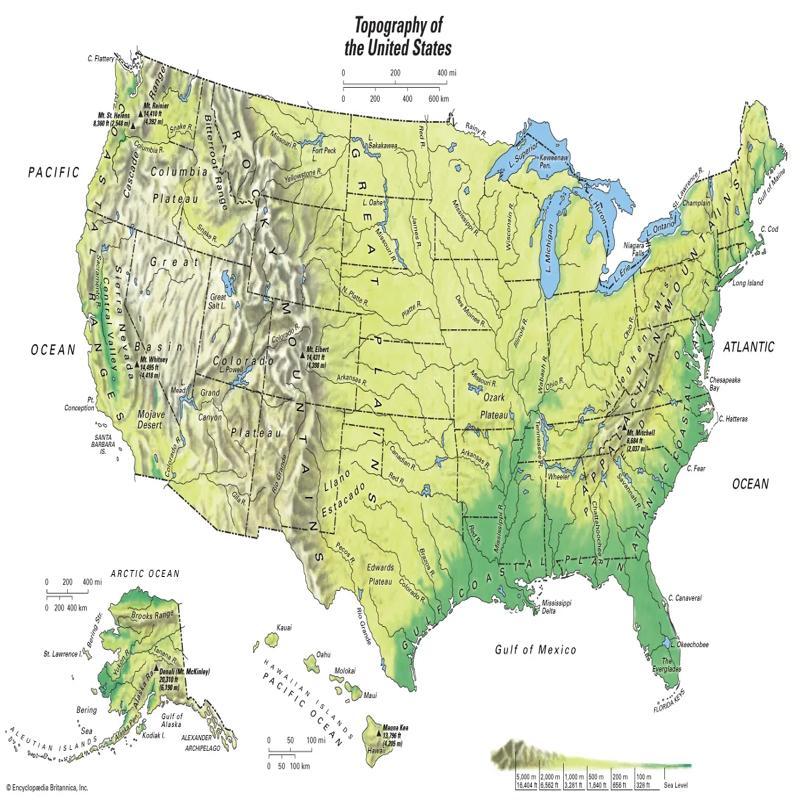 Topography of
the United States
0 200 400 mi
0 200 400 600 km
C. Flattery
Mt. Rainier
14,410 ft
(4,392 m)
Mt. St. Helens
8,360 ft (2,548 m)
COAST RANGES
Cascade Range
Columbia R.
Snake R.
Columbia
Plateau
Bitterroot Range
ROCKY MOUNTAINS
Missouri R.
Fort Peck
L. Sakakawea
Yellowstone R.
GREAT PLAINS
L. Oahe
Missouri R.
James R.
Red R.
Rainy R.
L. Superior
Keweenaw
Pen.
L. Michigan
L. Huron
L. Ontario
Niagara
Falls
L. Erie
St. Lawrence R.
Champlain
Gulf of Maine
C. Cod
Long Island
PACIFIC
OCEAN
Snake R.
Great
Basin
Great
Salt L.
Sacramento R.
Central Valley
Sierra Nevada
Mt. Whitney
14,495 ft
(4,418 m)
N. Platte R.
Platte R.
Des Moines R.
Mississippi R.
Wisconsin R.
Illinois R.
Wabash R.
Ohio R.
Ohio R.
Allegheny Mts.
APPALACHIAN MOUNTAINS
ATLANTIC
OCEAN
Chesapeake
Bay
C. Hatteras
C. Fear
Colorado R.
Mt. Elbert
14,431 ft
(4,398 m)
Colorado
Plateau
L. Powell
Mead
Grand
Canyon
Mojave
Desert
Pt.
Conception
SANTA
BARBARA
IS.
Colorado R.
Gila R.
Rio Grande
Arkansas R.
Missouri R.
Ozark
Plateau
Canadian R.
Arkansas R.
Red R.
Llano
Estacado
Pecos R.
Edwards
Plateau
Colorado R.
Brazos R.
Red R.
Mississippi R.
Tennessee R.
Wheeler
L.
Mt. Mitchell
6,684 ft
(2,037 m)
Savannah R.
Chattahoochee R.
ATLANTIC COASTAL PLAIN
GULF COASTAL PLAIN
Rio Grande
Mississippi
Delta
Gulf of Mexico
C. Canaveral
L. Okeechobee
The
Everglades
FLORIDA KEYS
ARCTIC OCEAN
0 200 400 mi
0 200 400 km
Brooks Range
Bering Str.
St. Lawrence I.
Yukon R.
Tanana R.
Denali (Mt. McKinley)
20,310 ft
(6,190 m)
Alaska Ra.
Bering
Sea
Alaska Pen.
Kodiak I.
Gulf of
Alaska
ALEXANDER
ARCHIPELAGO
ALEUTIAN ISLANDS
Kauai
Oahu
Molokai
Maui
HAWAIIAN ISLANDS
PACIFIC OCEAN
Mauna Kea
13,796 ft
(4,205 m)
Hawaii
0 50 100 mi
0 50 100 km
5,000 m 2,000 m 1,000 m 500 m 200 m 100 m
16,404 ft 6,562 ft 3,281 ft 1,640 ft 656 ft 328 ft Sea Level
© Encyclopædia Britannica, Inc.